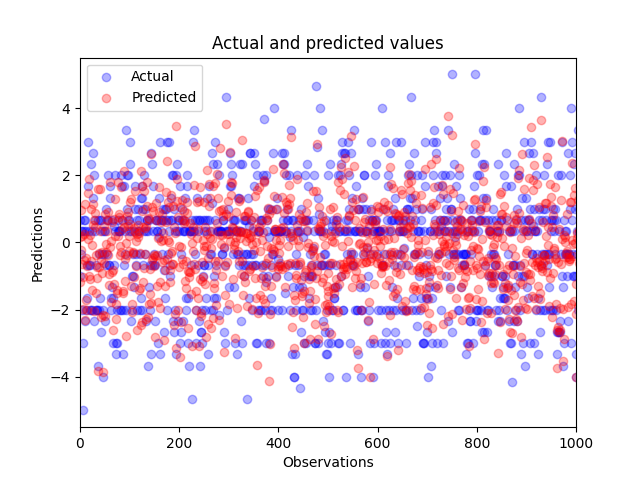 Actual and predicted values
Actual
Predicted
4
2
0
−2
−4
Predictions
0 200 400 600 800 1000
Observations